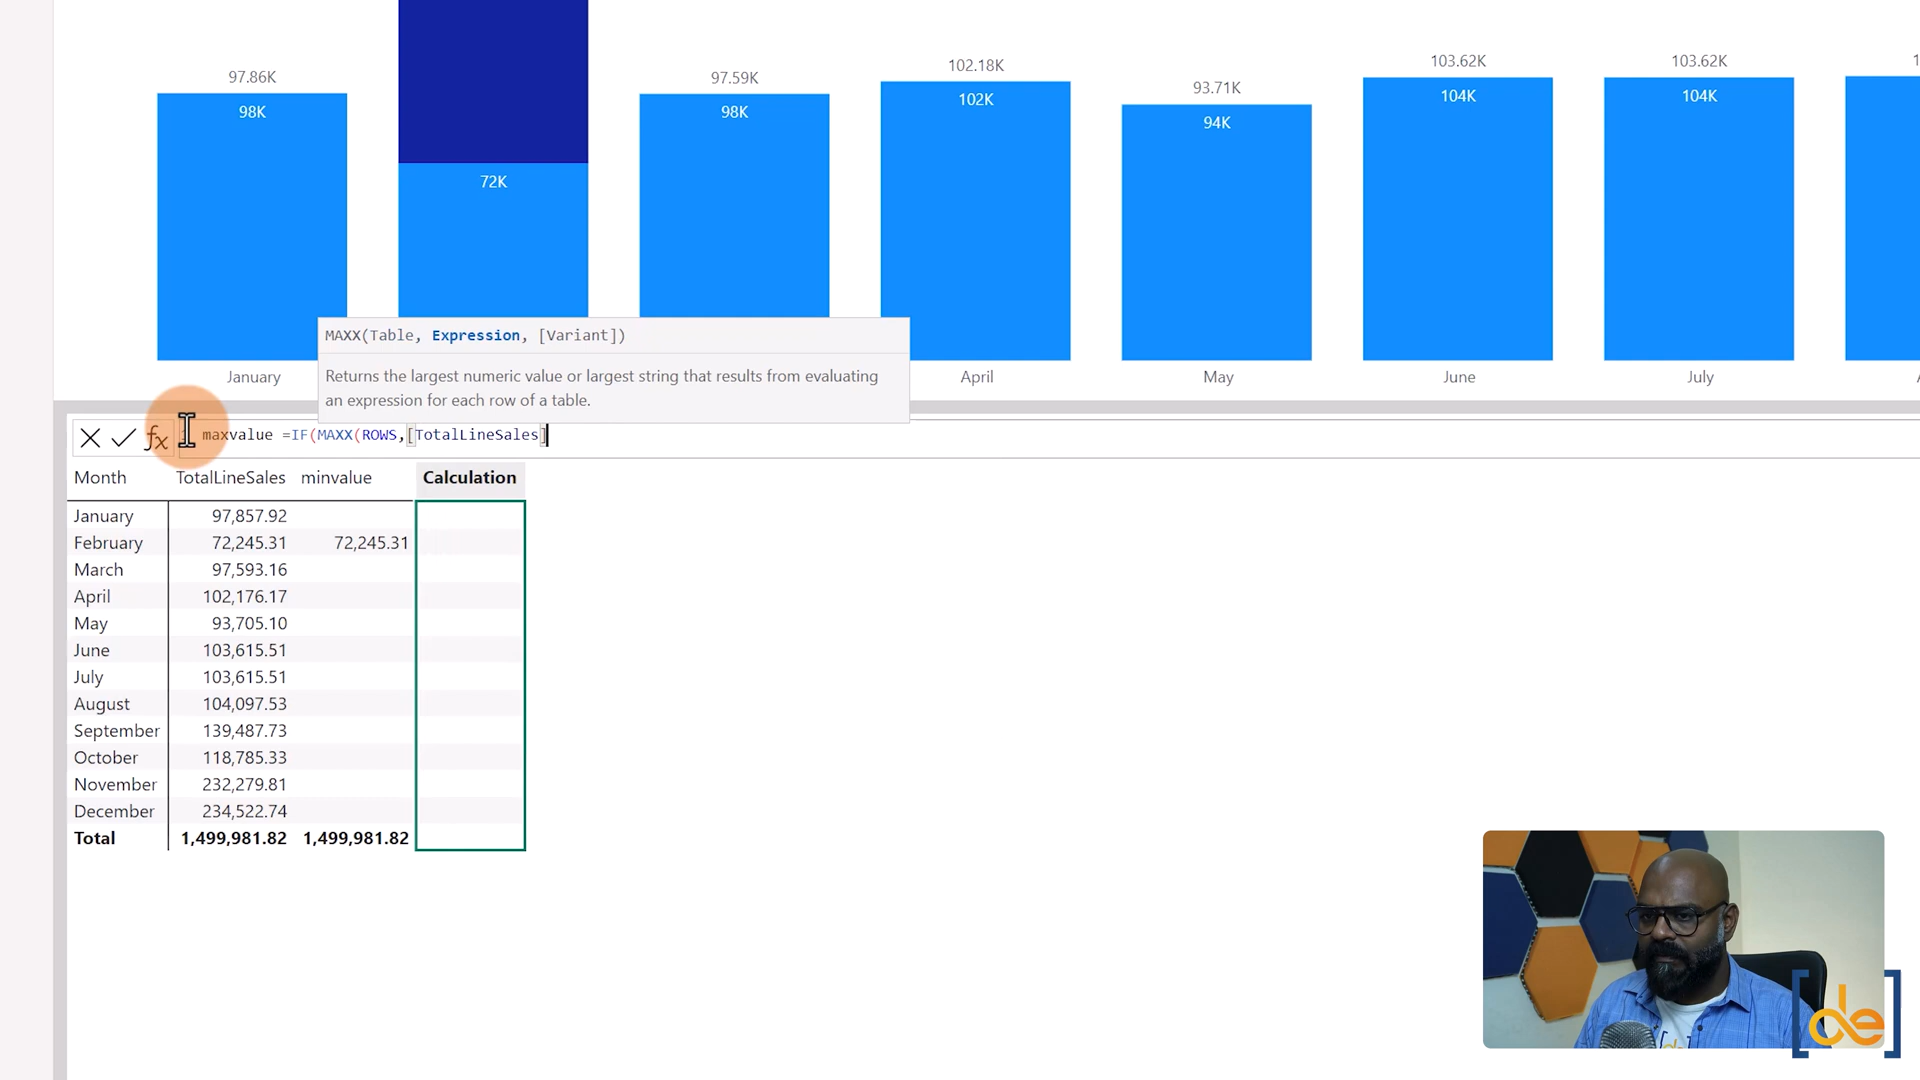 97.86K
98K
72K
97.59K
98K
102.18K
102K
93.71K
94K
103.62K
104K
103.62K
104K
January
April
May
June
July
MAXX(Table, Expression, [Variant])
Returns the largest numeric value or largest string that results from evaluating
an expression for each row of a table.
fx maxvalue =IF(MAXX(ROWS,[TotalLineSales]
Month TotalLineSales minvalue Calculation
January 97,857.92
February 72,245.31 72,245.31
March 97,593.16
April 102,176.17
May 93,705.10
June 103,615.51
July 103,615.51
August 104,097.53
September 139,487.73
October 118,785.33
November 232,279.81
December 234,522.74
Total 1,499,981.82 1,499,981.82
[de]